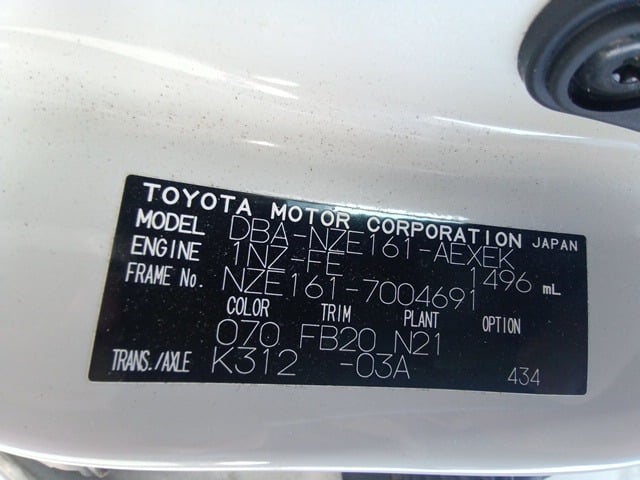 TOYOTA MOTOR CORPORATION JAPAN
MODEL DBA-NZE161-AEXEK
ENGINE 1NZ-FE 1496 mL
FRAME No. NZE161-7004691
COLOR TRIM PLANT OPTION
070 FB20 N21
TRANS./AXLE K312 -03A 434